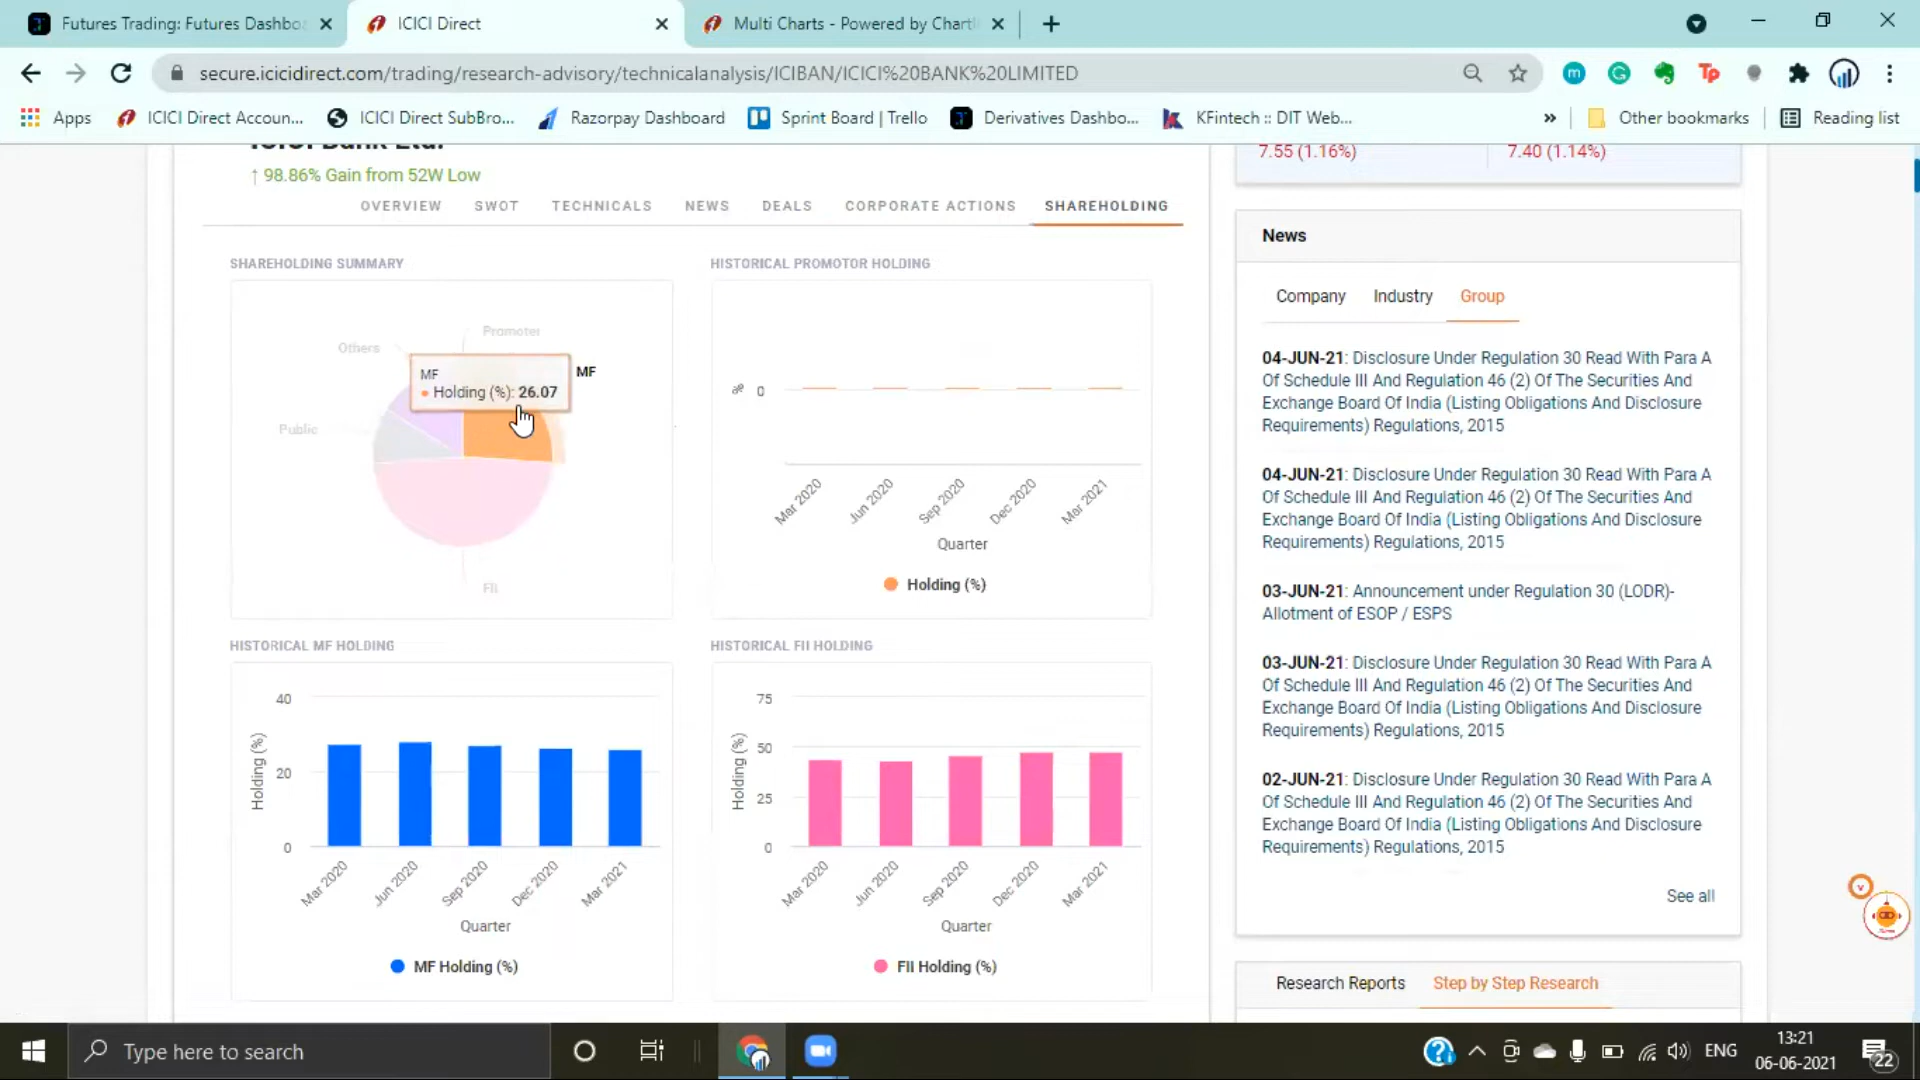 Futures Trading: Futures Dashbo
ICICI Direct
Multi Charts - Powered by ChartI
secure.icicidirect.com/trading/research-advisory/technicalanalysis/ICIBAN/ICICI%20BANK%20LIMITED
Apps
ICICI Direct Accoun...
ICICI Direct SubBro...
Razorpay Dashboard
Sprint Board | Trello
Derivatives Dashbo...
KFintech :: DIT Web...
»
Other bookmarks
Reading list
ICICI Bank Ltd.
↑ 98.86% Gain from 52W Low
OVERVIEW
SWOT
TECHNICALS
NEWS
DEALS
CORPORATE ACTIONS
SHAREHOLDING
SHAREHOLDING SUMMARY
Promoter
Others
MF
MF
Holding (%): 26.07
Public
FII
HISTORICAL PROMOTOR HOLDING
%
0
Mar 2020
Jun 2020
Sep 2020
Dec 2020
Mar 2021
Quarter
Holding (%)
HISTORICAL MF HOLDING
40
20
0
Holding (%)
Mar 2020
Jun 2020
Sep 2020
Dec 2020
Mar 2021
Quarter
MF Holding (%)
HISTORICAL FII HOLDING
75
50
25
0
Holding (%)
Mar 2020
Jun 2020
Sep 2020
Dec 2020
Mar 2021
Quarter
FII Holding (%)
7.55 (1.16%)
7.40 (1.14%)
News
Company
Industry
Group
04-JUN-21: Disclosure Under Regulation 30 Read With Para A
Of Schedule III And Regulation 46 (2) Of The Securities And
Exchange Board Of India (Listing Obligations And Disclosure
Requirements) Regulations, 2015
04-JUN-21: Disclosure Under Regulation 30 Read With Para A
Of Schedule III And Regulation 46 (2) Of The Securities And
Exchange Board Of India (Listing Obligations And Disclosure
Requirements) Regulations, 2015
03-JUN-21: Announcement under Regulation 30 (LODR)-
Allotment of ESOP / ESPS
03-JUN-21: Disclosure Under Regulation 30 Read With Para A
Of Schedule III And Regulation 46 (2) Of The Securities And
Exchange Board Of India (Listing Obligations And Disclosure
Requirements) Regulations, 2015
02-JUN-21: Disclosure Under Regulation 30 Read With Para A
Of Schedule III And Regulation 46 (2) Of The Securities And
Exchange Board Of India (Listing Obligations And Disclosure
Requirements) Regulations, 2015
See all
Research Reports
Step by Step Research
Type here to search
ENG
13:21
06-06-2021
22